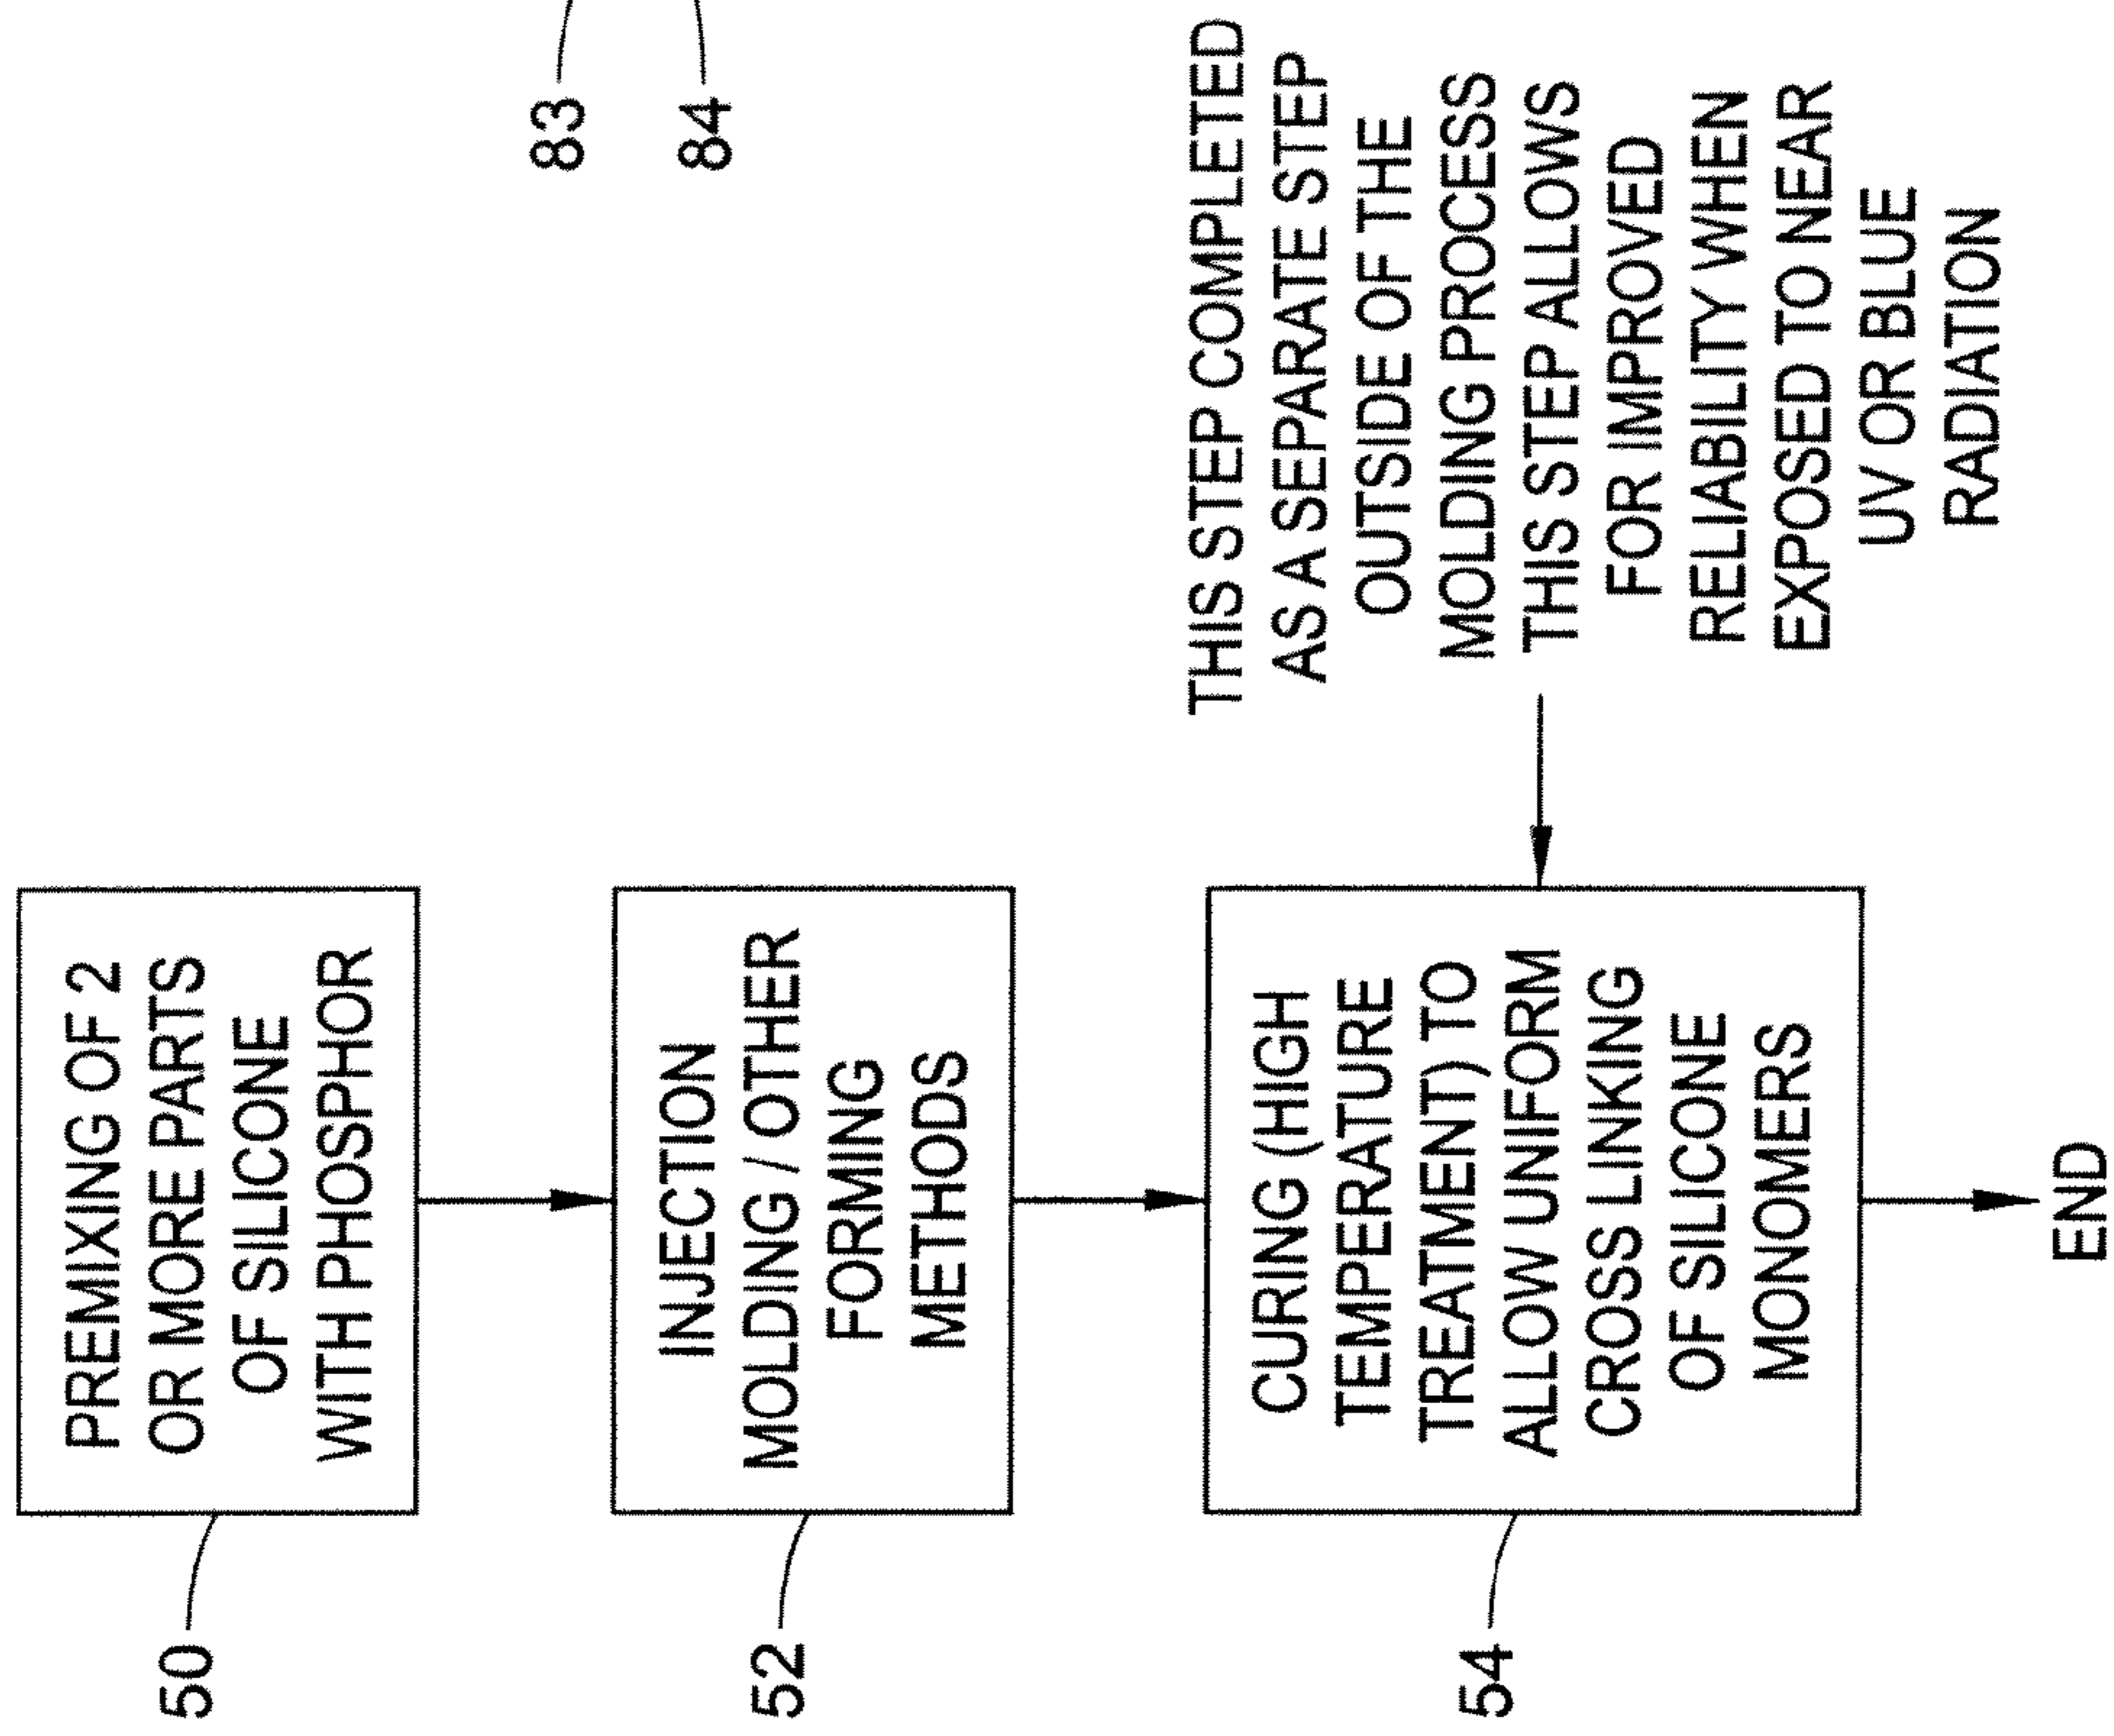 50
PREMIXING OF 2
OR MORE PARTS
OF SILICONE
WITH PHOSPHOR
52
INJECTION
MOLDING / OTHER
FORMING
METHODS
54
CURING (HIGH
TEMPERATURE
TREATMENT) TO
ALLOW UNIFORM
CROSS LINKING
OF SILICONE
MONOMERS
END
THIS STEP COMPLETED
AS A SEPARATE STEP
OUTSIDE OF THE
MOLDING PROCESS
THIS STEP ALLOWS
FOR IMPROVED
RELIABILITY WHEN
EXPOSED TO NEAR
UV OR BLUE
RADIATION
83
84